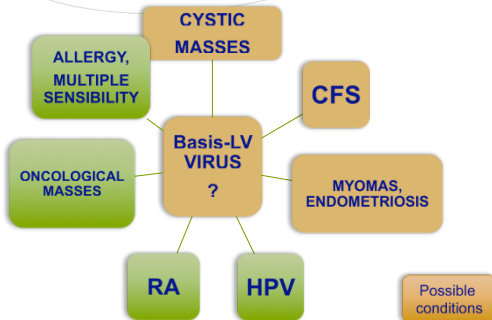 CYSTIC
MASSES
ALLERGY,
MULTIPLE
SENSIBILITY
CFS
Basis-LV
VIRUS
?
ONCOLOGICAL
MASSES
MYOMAS,
ENDOMETRIOSIS
RA
HPV
Possible
conditions